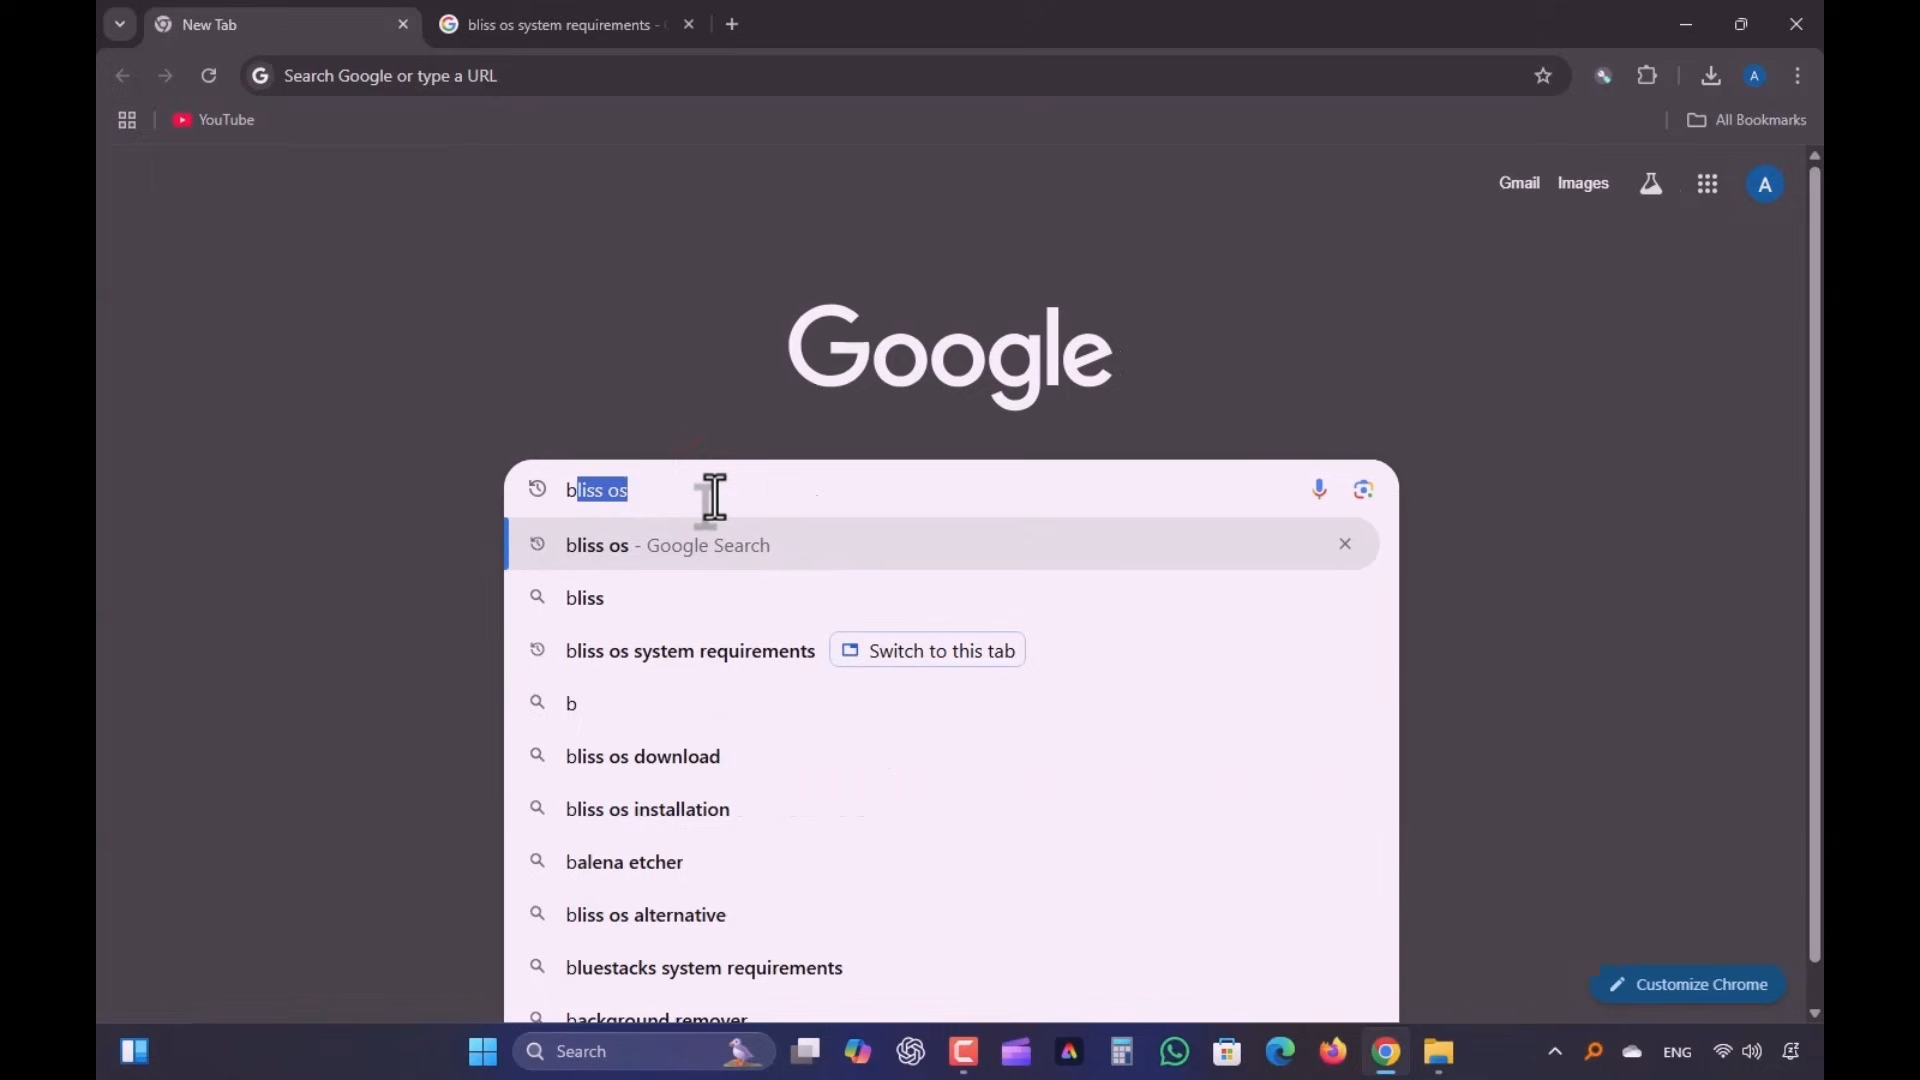 New Tab
bliss os system requirements -
Search Google or type a URL
YouTube
All Bookmarks
Gmail
Images
A
Google
bliss os
bliss os - Google Search
bliss
bliss os system requirements
Switch to this tab
b
bliss os download
bliss os installation
balena etcher
bliss os alternative
bluestacks system requirements
background remover
Customize Chrome
Search
ENG